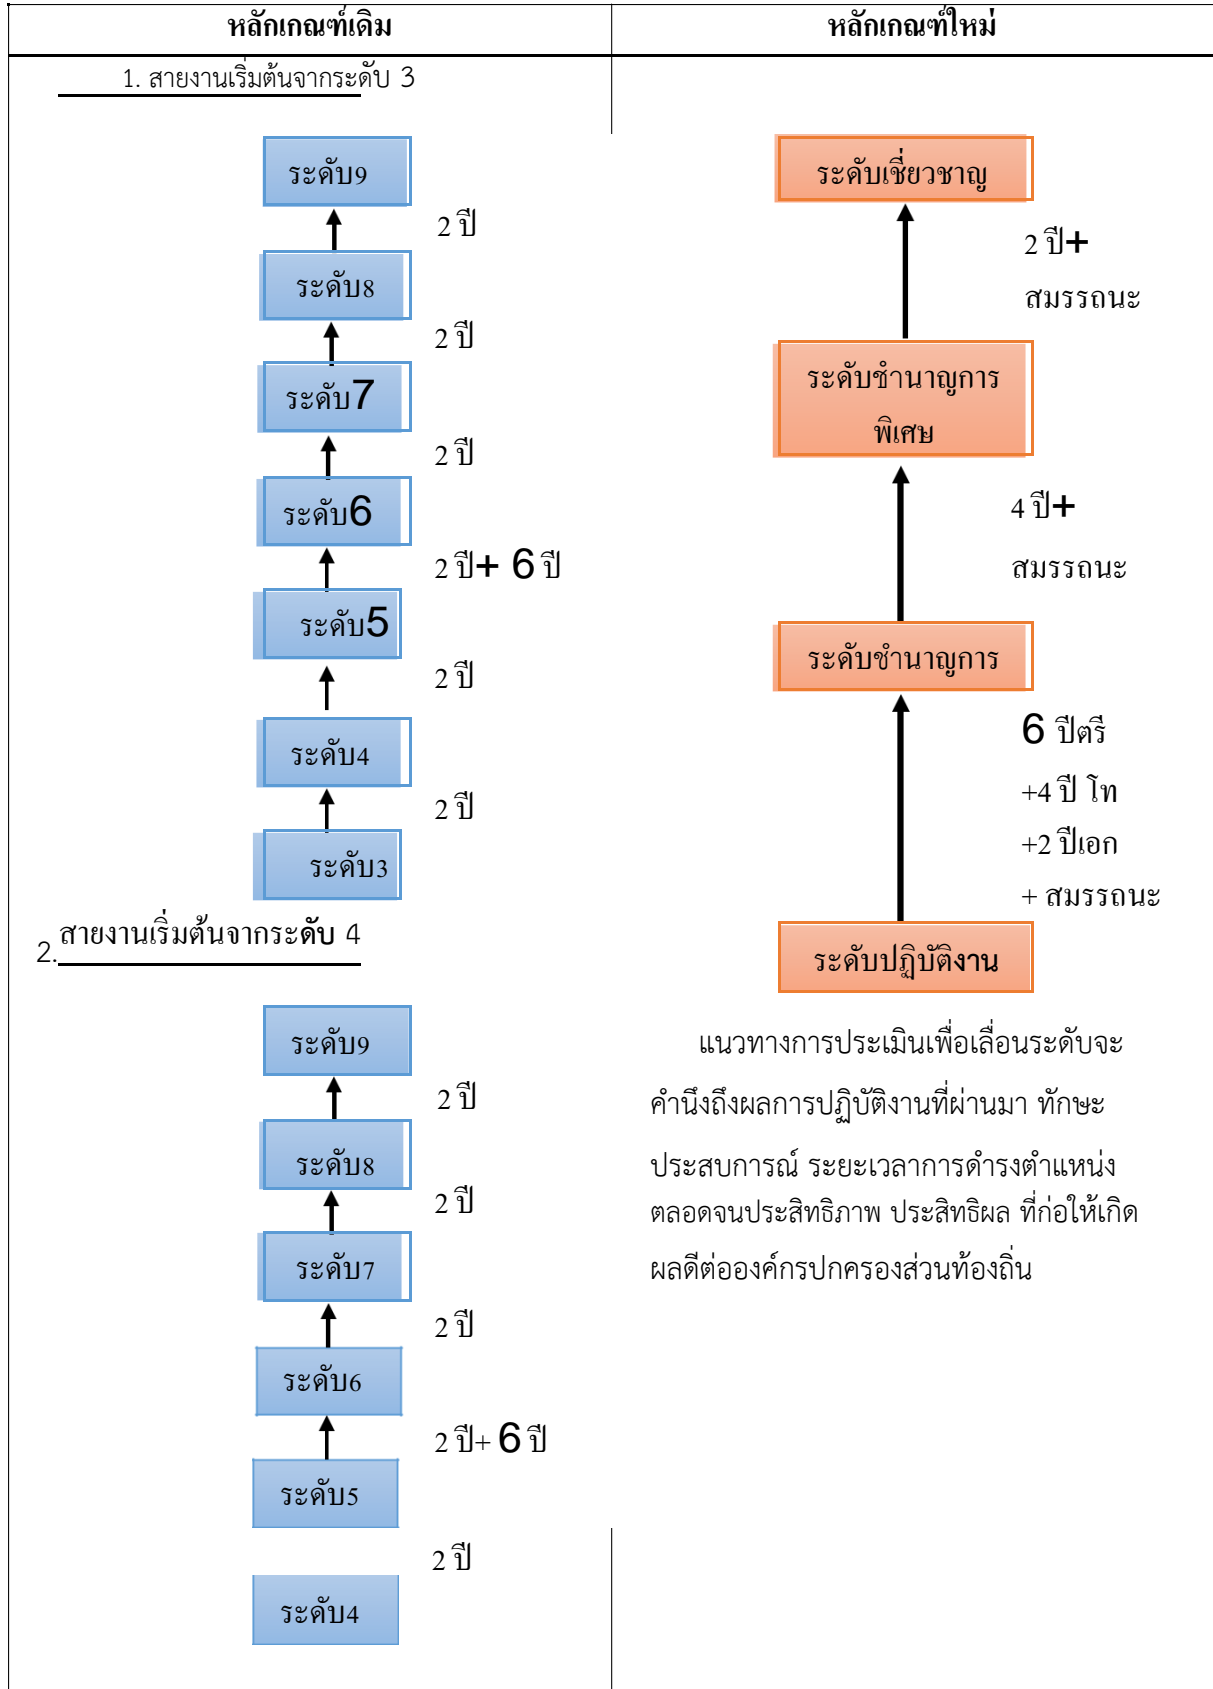 หลักเกณฑ์เดิม
หลักเกณฑ์ใหม่
1. สายงานเริ่มต้นจากระดับ 3
ระดับ9
2 ปี
ระดับ8
2 ปี
ระดับ7
2 ปี
ระดับ6
2 ปี+ 6 ปี
ระดับ5
2 ปี
ระดับ4
2 ปี
ระดับ3
2. สายงานเริ่มต้นจากระดับ 4
ระดับ9
2 ปี
ระดับ8
2 ปี
ระดับ7
2 ปี
ระดับ6
2 ปี+ 6 ปี
ระดับ5
2 ปี
ระดับ4
ระดับเชี่ยวชาญ
2 ปี+
สมรรถนะ
ระดับชำนาญการ
พิเศษ
4 ปี+
สมรรถนะ
ระดับชำนาญการ
6 ปีตรี
+4 ปี โท
+2 ปีเอก
+ สมรรถนะ
ระดับปฏิบัติงาน
แนวทางการประเมินเพื่อเลื่อนระดับจะ
คำนึงถึงผลการปฏิบัติงานที่ผ่านมา ทักษะ
ประสบการณ์ ระยะเวลาการดำรงตำแหน่ง
ตลอดจนประสิทธิภาพ ประสิทธิผล ที่ก่อให้เกิด
ผลดีต่อองค์กรปกครองส่วนท้องถิ่น